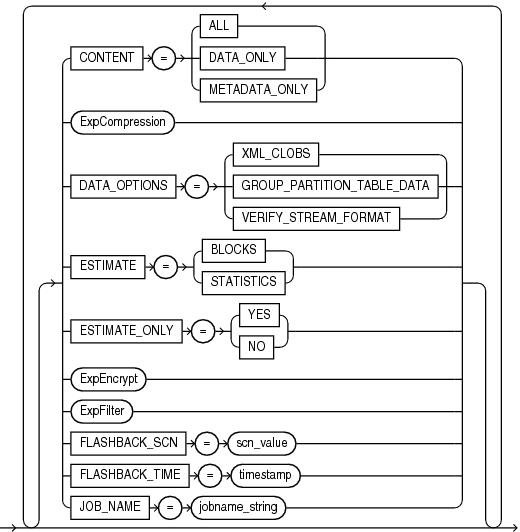 ALL
CONTENT = DATA_ONLY
METADATA_ONLY
ExpCompression
XML_CLOBS
DATA_OPTIONS = GROUP_PARTITION_TABLE_DATA
VERIFY_STREAM_FORMAT
BLOCKS
ESTIMATE =
STATISTICS
YES
ESTIMATE_ONLY =
NO
ExpEncrypt
ExpFilter
FLASHBACK_SCN = scn_value
FLASHBACK_TIME = timestamp
JOB_NAME = jobname_string